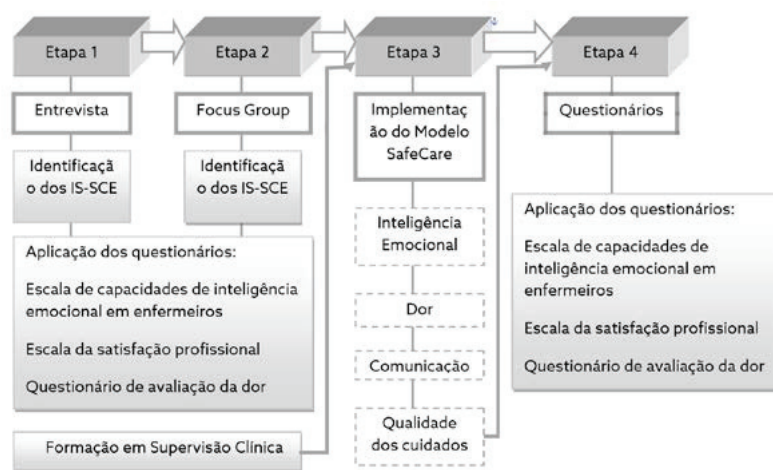 Etapa 1
Etapa 2
Etapa 3
Etapa 4
Entrevista
Focus Group
Implementaç
ão do Modelo
SafeCare
Questionários
Identificaçã
o dos IS-SCE
Identificaçã
o dos IS-SCE
Aplicação dos questionários:
Escala de capacidades de inteligência
emocional em enfermeiros
Escala da satisfação profissional
Questionário de avaliação da dor
Formação em Supervisão Clínica
Inteligência
Emocional
Dor
Comunicação
Qualidade
dos cuidados
Aplicação dos questionários:
Escala de capacidades de
inteligência emocional em
enfermeiros
Escala da satisfação profissional
Questionário de avaliação da dor